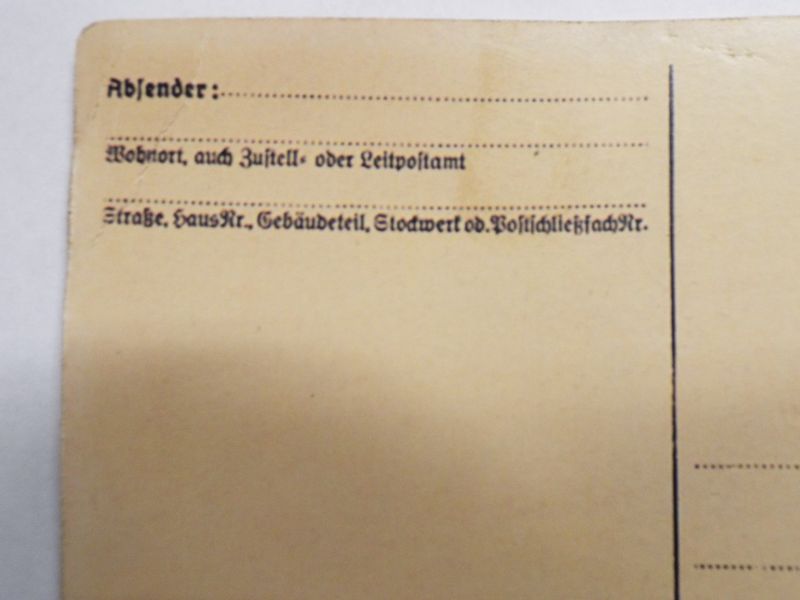 Absender:
Wohnort, auch Zustell- oder Leitpostamt
Straße, HausNr., Gebäudeteil, Stockwerk od. PostschließfachNr.